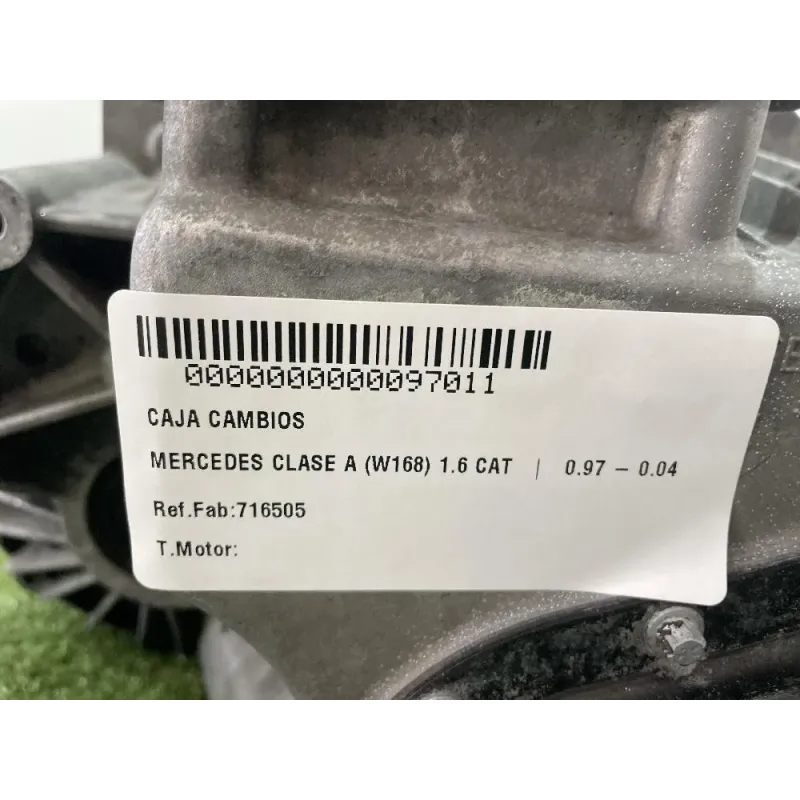 0000000000097011
CAJA CAMBIOS
MERCEDES CLASE A (W168) 1.6 CAT | 0.97 – 0.04
Ref.Fab:716505
T.Motor: